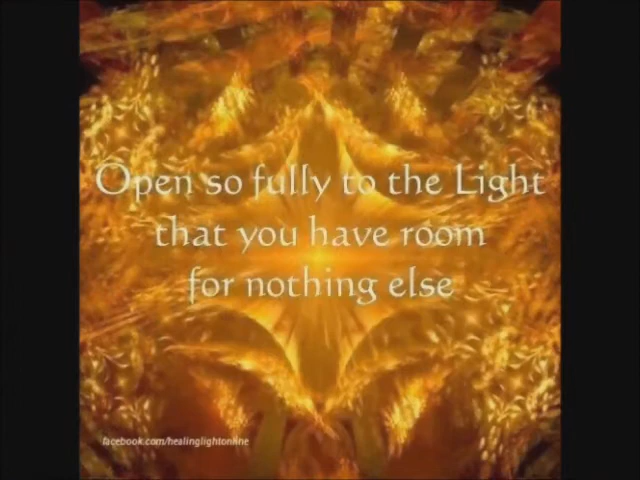 Open so fully to the Light
that you have room
for nothing else
facebook.com/healinglightonline